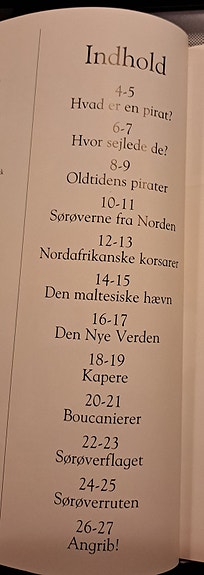 Indhold
4-5
Hvad er en pirat?
6-7
Hvor sejlede de?
8-9
Oldtidens pirater
10-11
Sørøverne fra Norden
12-13
Nordafrikanske korsarer
14-15
Den maltesiske hævn
16-17
Den Nye Verden
18-19
Kapere
20-21
Boucanierer
22-23
Sørøverflaget
24-25
Sørøverruten
26-27
Angrib!